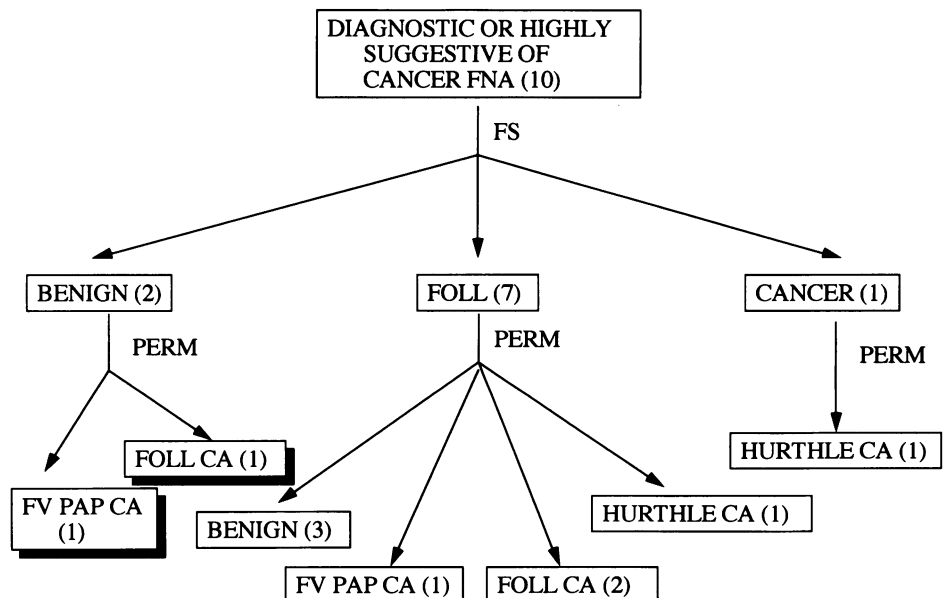 DIAGNOSTIC OR HIGHLY
SUGGESTIVE OF
CANCER FNA (10)
FS
BENIGN (2)
FOLL (7)
CANCER (1)
PERM
PERM
PERM
FOLL CA (1)
HURTHLE CA (1)
FV PAP CA
(1)
BENIGN (3)
HURTHLE CA (1)
FV PAP CA (1)
FOLL CA (2)